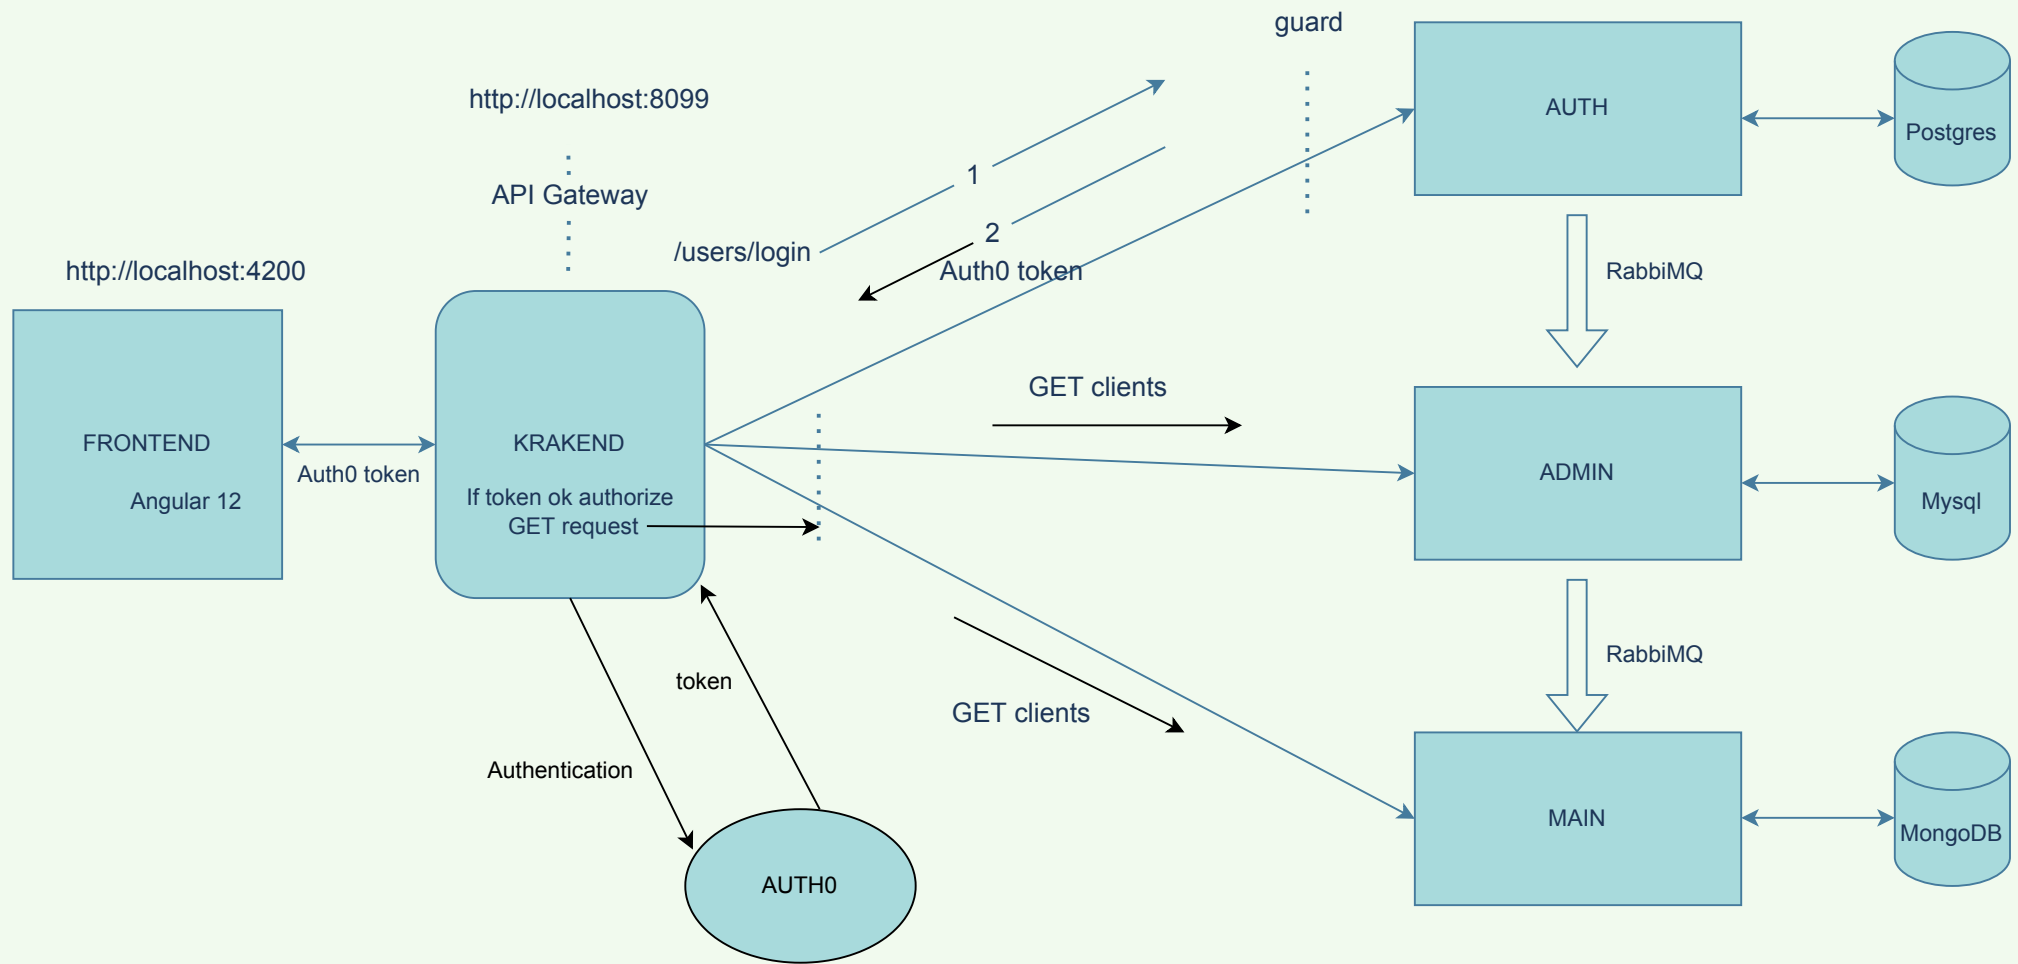 guard
http://localhost:8099
AUTH
Postgres
1
API Gateway
2
/users/login
Auth0 token
http://localhost:4200
RabbiMQ
GET clients
FRONTEND
KRAKEND
Auth0 token
ADMIN
Angular 12
If token ok authorize
GET request
Mysql
RabbiMQ
token
GET clients
Authentication
MAIN
MongoDB
AUTH0